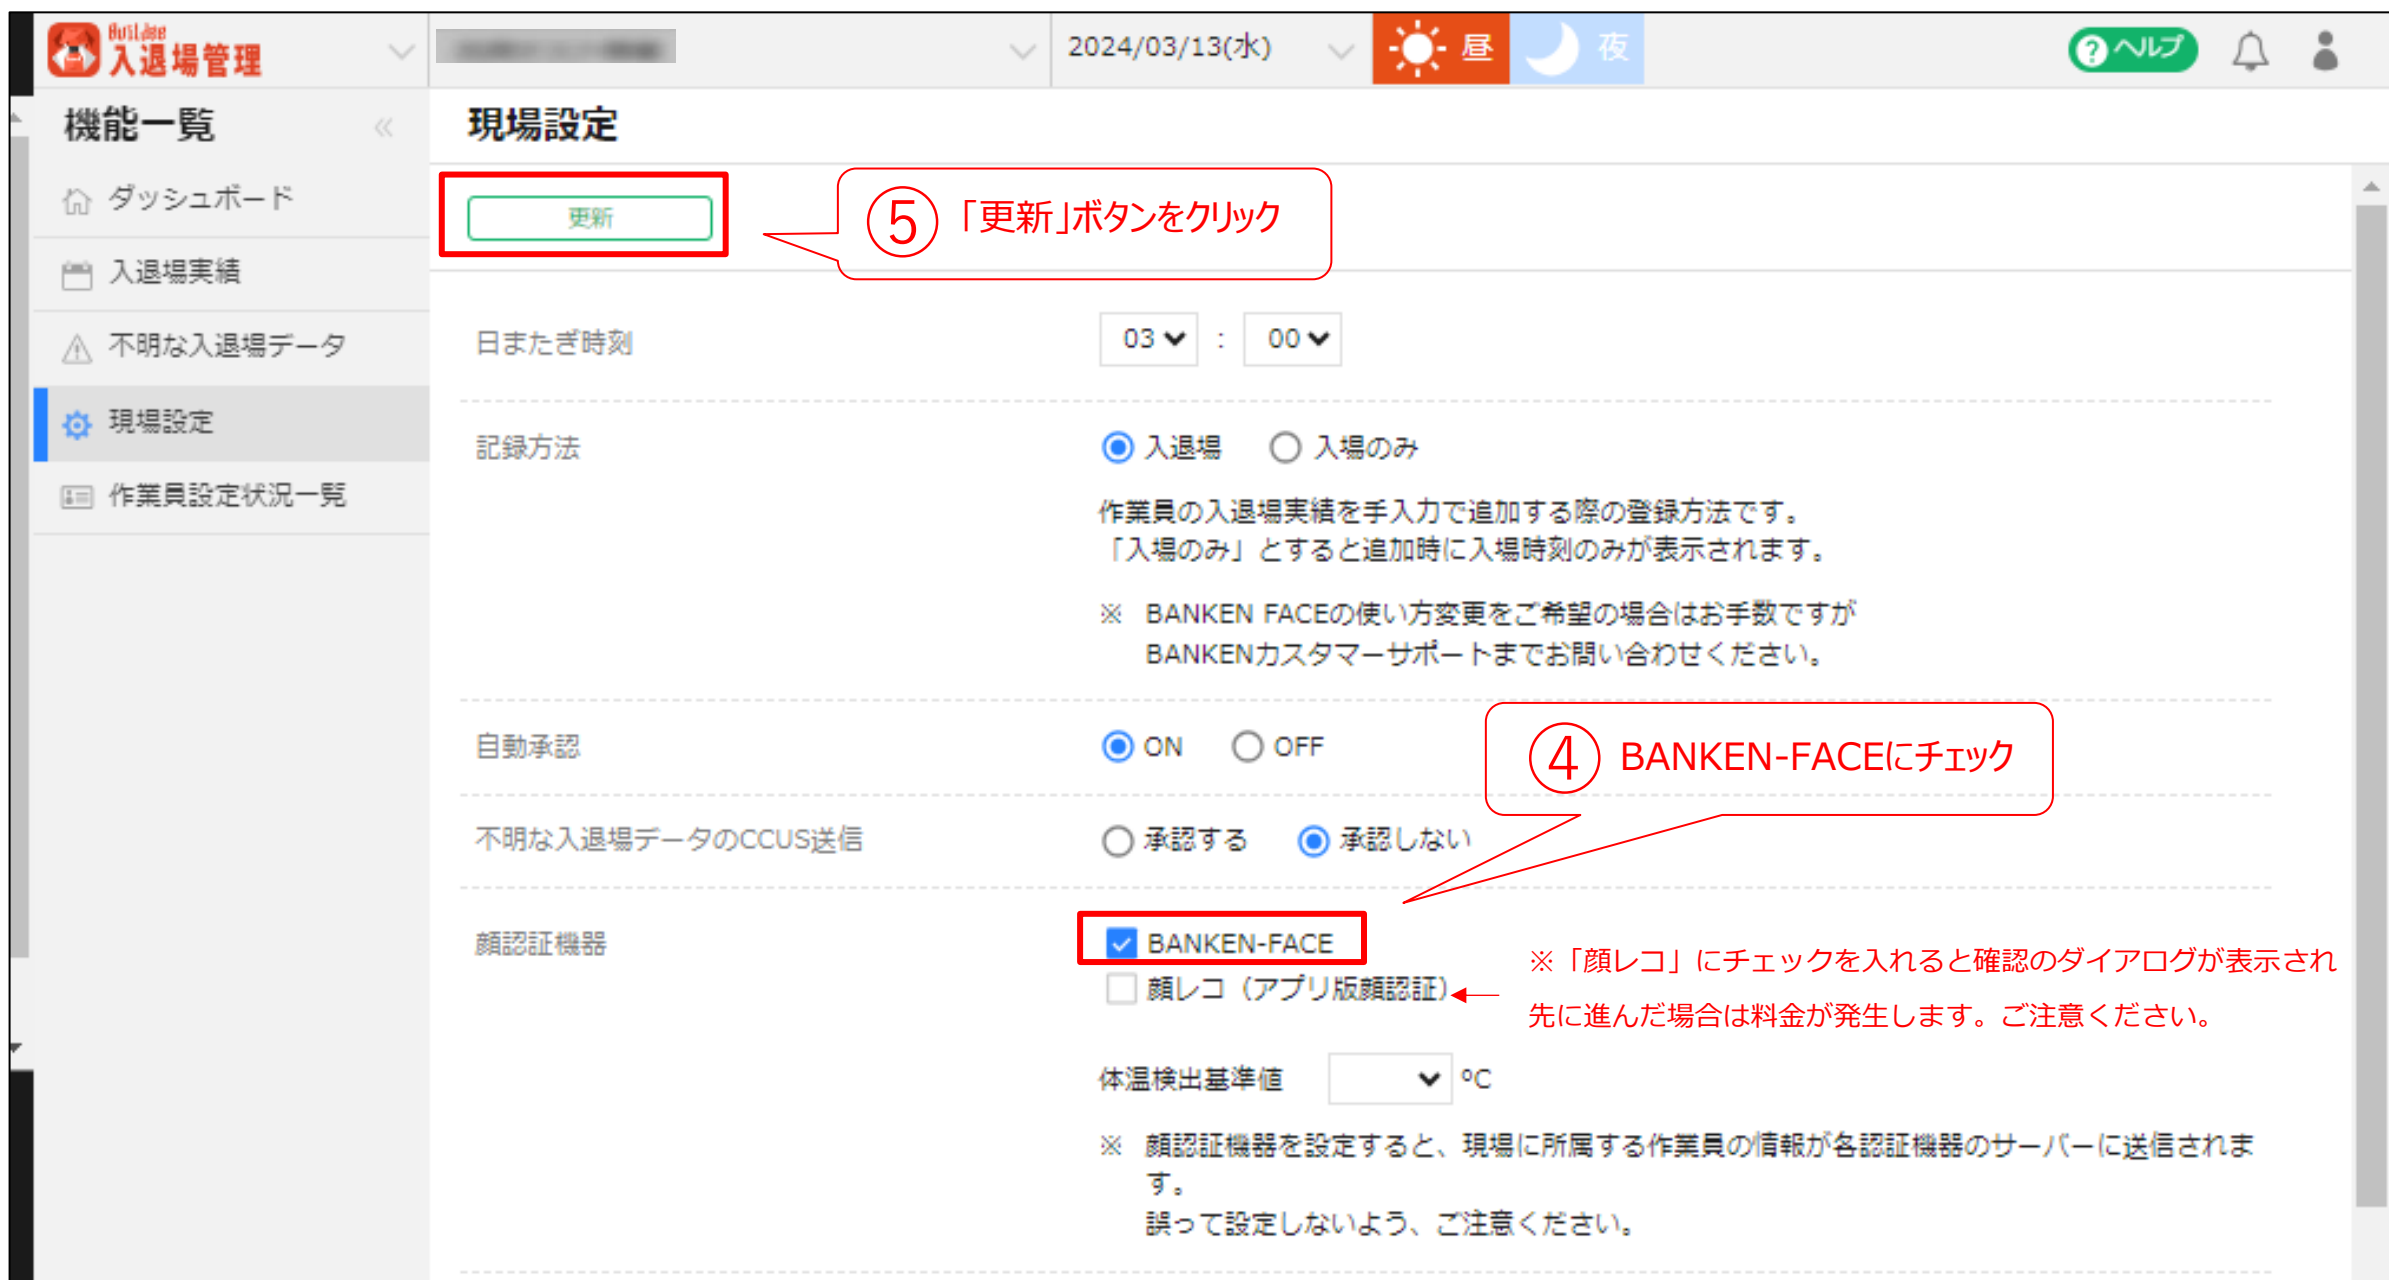 Buildee
入退場管理
2024/03/13(水)
昼
夜
? ヘルプ
機能一覧
«
現場設定
ダッシュボード
入退場実績
不明な入退場データ
現場設定
作業員設定状況一覧
更新
⑤ 「更新」ボタンをクリック
日またぎ時刻
03 : 00
記録方法
入退場 入場のみ
作業員の入退場実績を手入力で追加する際の登録方法です。
「入場のみ」とすると追加時に入場時刻のみが表示されます。
※ BANKEN FACEの使い方変更をご希望の場合はお手数ですが
BANKENカスタマーサポートまでお問い合わせください。
自動承認
ON OFF
④ BANKEN-FACEにチェック
不明な入退場データのCCUS送信
承認する 承認しない
顔認証機器
BANKEN-FACE
顔レコ（アプリ版顔認証）
※「顔レコ」にチェックを入れると確認のダイアログが表示され
先に進んだ場合は料金が発生します。ご注意ください。
体温検出基準値 ℃
※ 顔認証機器を設定すると、現場に所属する作業員の情報が各認証機器のサーバーに送信されま
す。
誤って設定しないよう、ご注意ください。